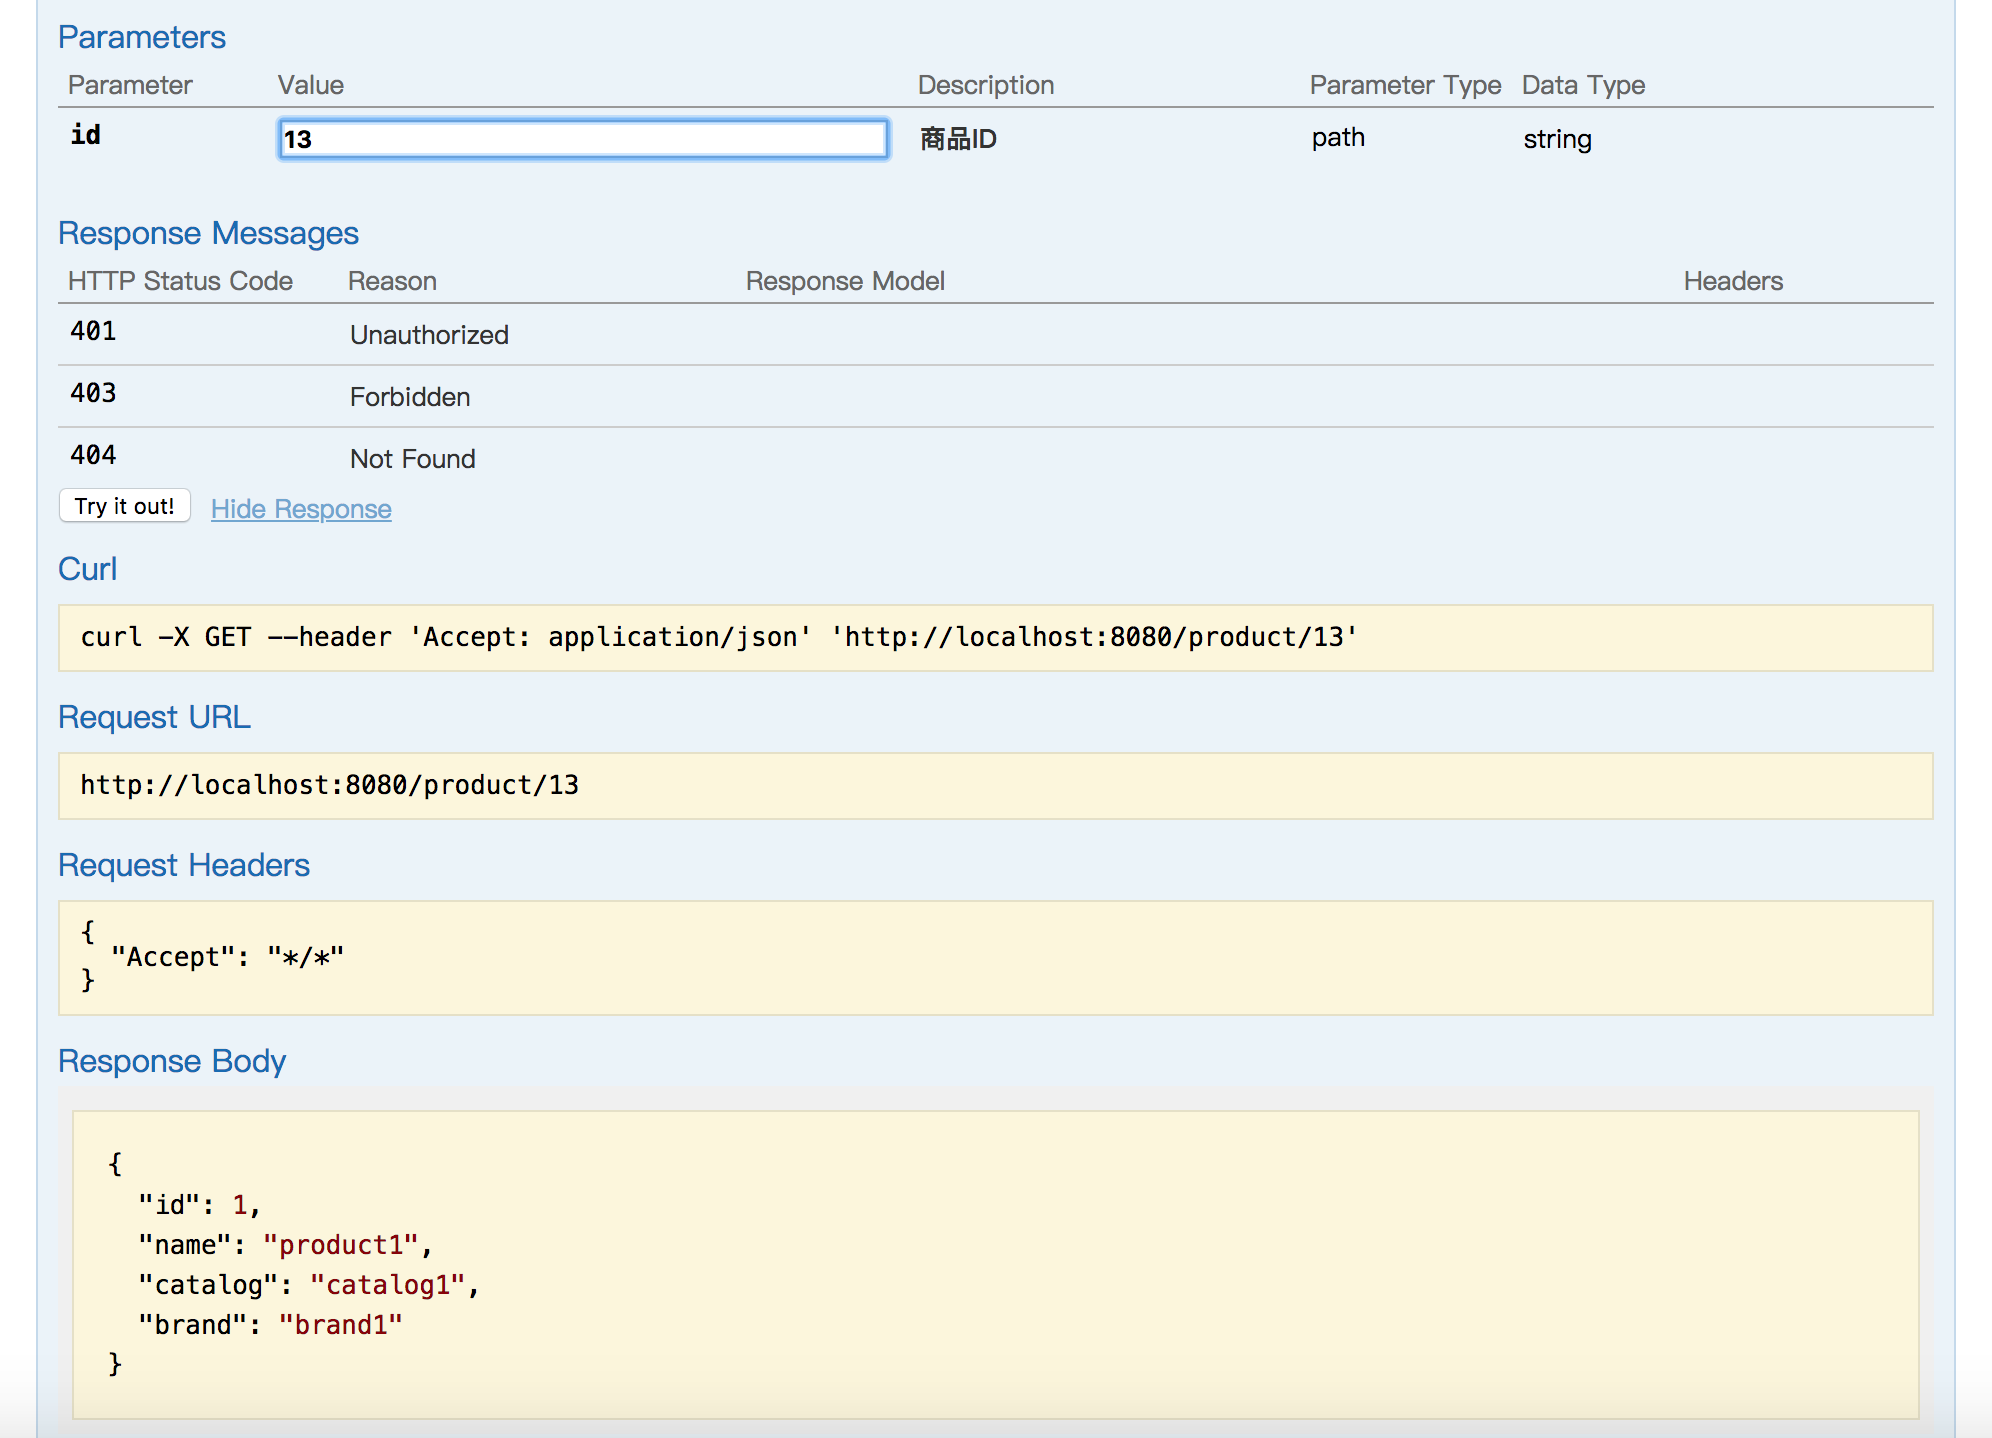 Parameters
Parameter Value Description Parameter Type Data Type
id 13 商品ID path string
Response Messages
HTTP Status Code Reason Response Model Headers
401 Unauthorized
403 Forbidden
404 Not Found
Try it out! Hide Response
Curl
curl -X GET --header 'Accept: application/json' 'http://localhost:8080/product/13'
Request URL
http://localhost:8080/product/13
Request Headers
{
  "Accept": "*/*"
}
Response Body
{
  "id": 1,
  "name": "product1",
  "catalog": "catalog1",
  "brand": "brand1"
}